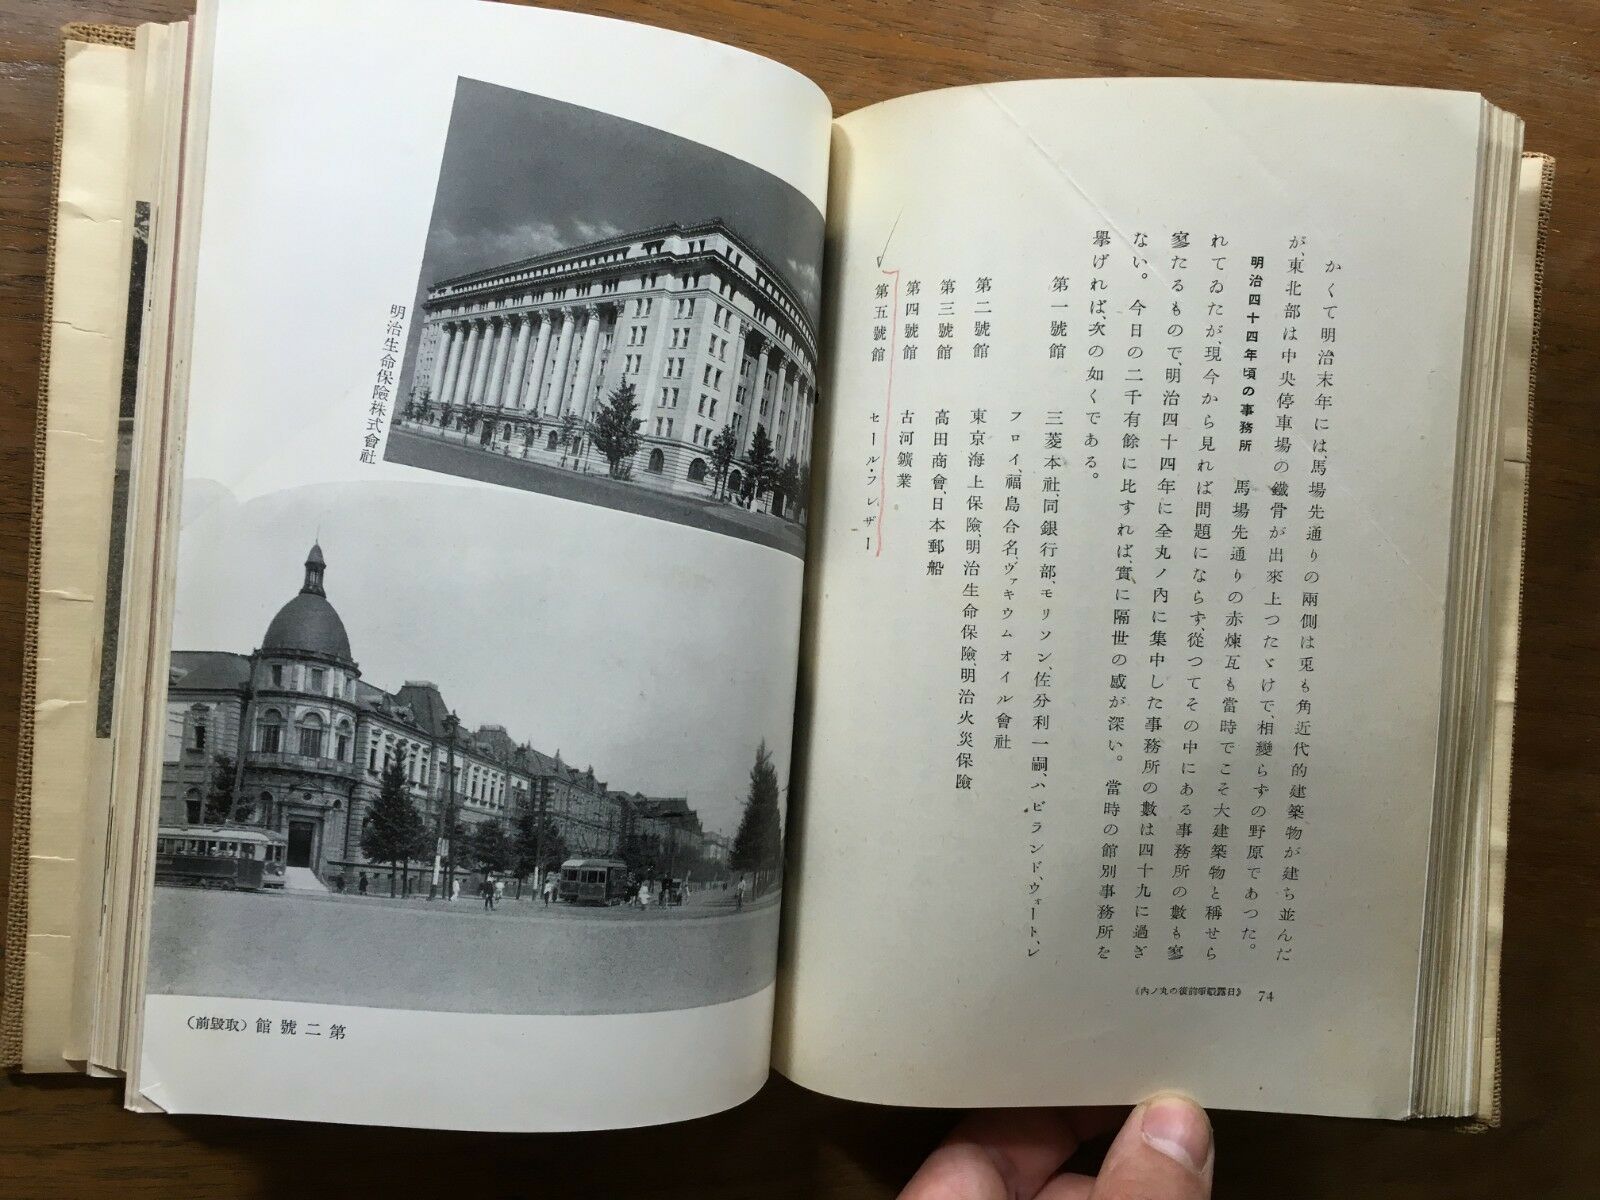 かくて明治末年には、馬場先通りの兩側は兎も角近代的建築物が建ち並んだ
が、東北部は中央停車場の鐵骨が出來上つたゞけで、相變らずの野原であつた。
明治四十四年頃の事務所　馬場先通りの赤煉瓦も當時でこそ大建築物と稱せら
れてゐたが、現今から見れば問題にならず、從つてその中にある事務所の數も寥
寥たるもので、明治四十四年に全丸ノ內に集中した事務所の數は四十九に過ぎ
ない。今日の二千有餘に比すれば、實に隔世の感が深い。當時の館別事務所を
擧げれば、次の如くである。
第一號館　三菱本社、同銀行部、モリソン、佐分利一嗣、ハビランド、ウォート、レ
フロイ、福島合名、ヴァキウムオイル會社
第二號館　東京海上保險、明治生命保險、明治火災保險
第三號館　高田商會、日本郵船
第四號館　古河鑛業
第五號館　セール・フレザー
《日露戰爭前後の丸ノ內》 74
明治生命保險株式會社
第二號館（取毀前）